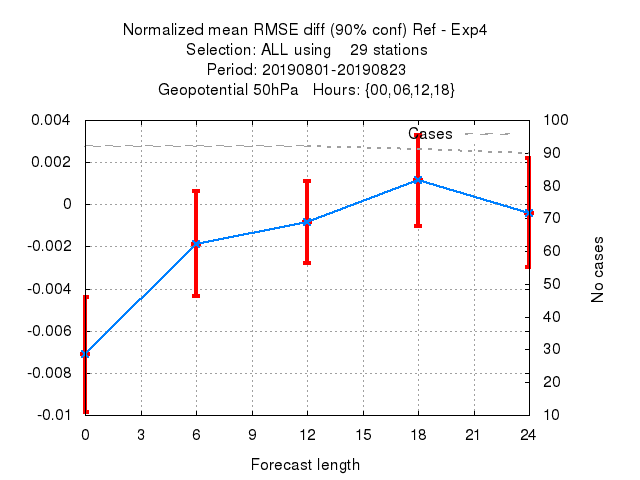 Normalized mean RMSE diff (90% conf) Ref - Exp4
Selection: ALL using 29 stations
Period: 20190801-20190823
Geopotential 50hPa Hours: {00,06,12,18}
Cases
0.004
0.002
0
-0.002
-0.004
-0.006
-0.008
-0.01
100
90
80
70
60
50
40
30
20
10
No cases
0 3 6 9 12 15 18 21 24
Forecast length